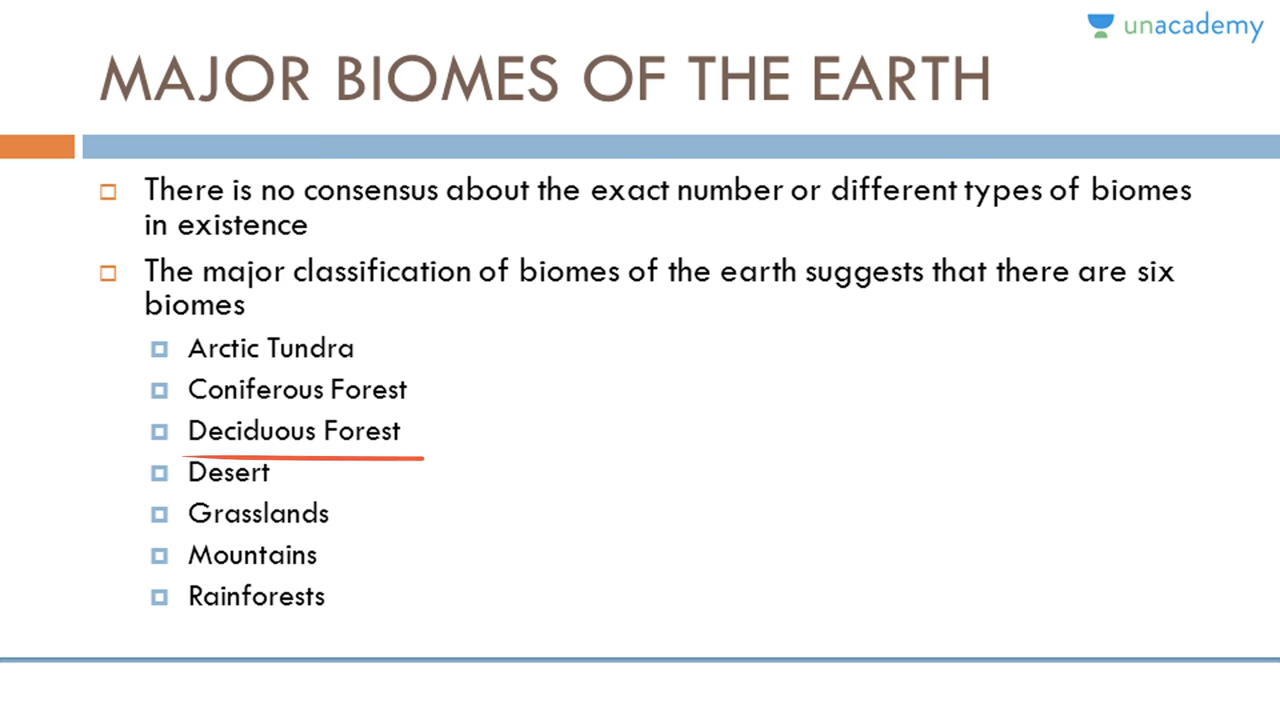 unacademy
MAJOR BIOMES OF THE EARTH
There is no consensus about the exact number or different types of biomes
in existence
The major classification of biomes of the earth suggests that there are six
biomes
Arctic Tundra
Coniferous Forest
Deciduous Forest
Desert
Grasslands
Mountains
Rainforests